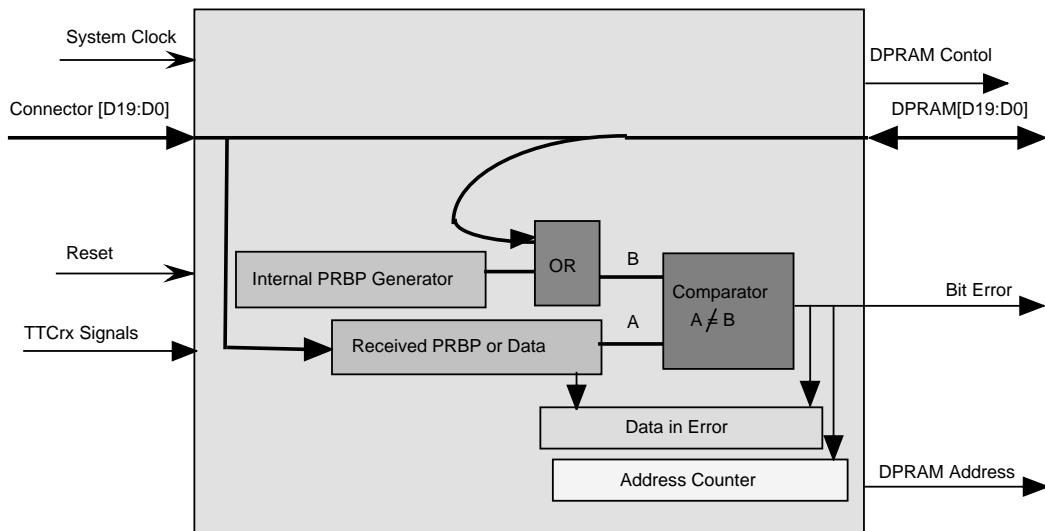 System Clock
DPRAM Contol
Connector [D19:D0]
DPRAM[D19:D0]
Reset
Internal PRBP Generator
OR
B
Comparator
A ≠ B
Bit Error
TTCrx Signals
A
Received PRBP or Data
Data in Error
Address Counter
DPRAM Address